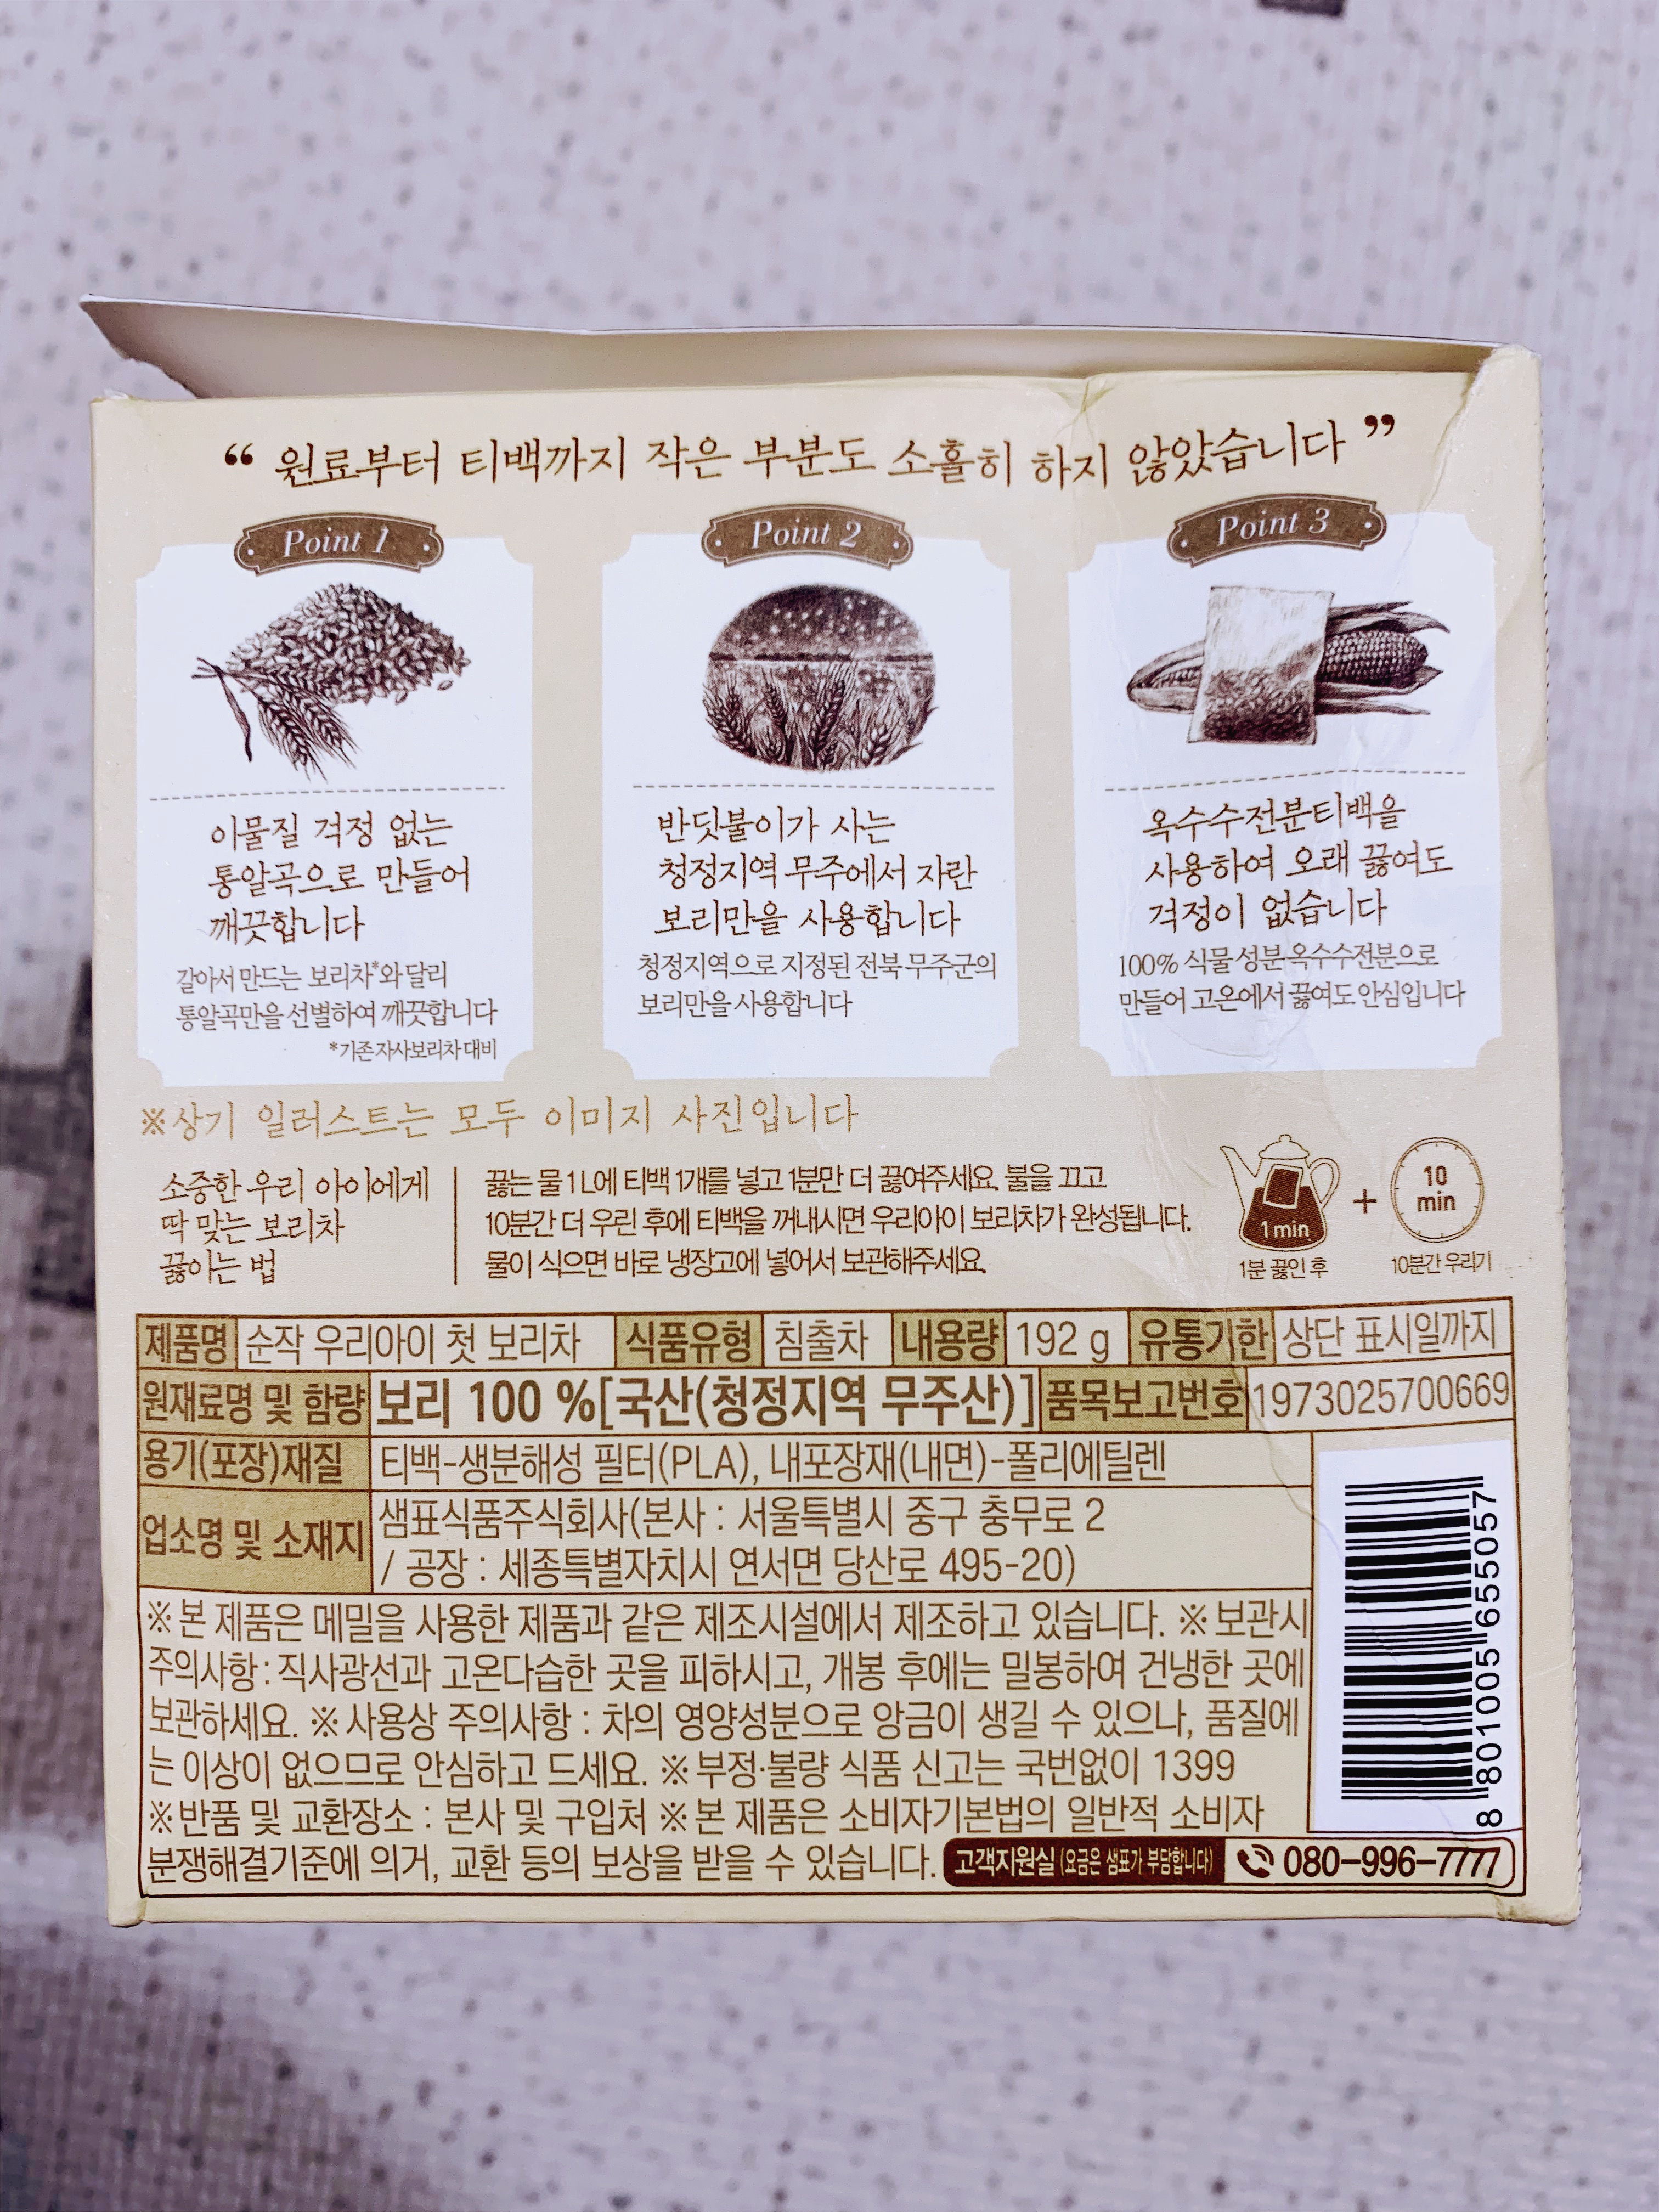 “ 원료부터 티백까지 작은 부분도 소홀히 하지 않았습니다 ”
Point 1
이물질 걱정 없는
통알곡으로 만들어
깨끗합니다
갈아서 만드는 보리차*와 달리
통알곡만을 선별하여 깨끗합니다
*기존 자사보리차 대비
Point 2
반딧불이가 사는
청정지역 무주에서 자란
보리만을 사용합니다
청정지역으로 지정된 전북 무주군의
보리만을 사용합니다
Point 3
옥수수전분티백을
사용하여 오래 끓여도
걱정이 없습니다
100% 식물성분 옥수수전분으로
만들어 고온에서 끓여도 안심입니다
※상기 일러스트는 모두 이미지 사진입니다
소중한 우리 아이에게
딱 맞는 보리차
끓이는 법
끓는 물 1L에 티백 1개를 넣고 1분만 더 끓여주세요. 불을 끄고
10분간 더 우린 후에 티백을 꺼내시면 우리아이 보리차가 완성됩니다.
물이 식으면 바로 냉장고에 넣어서 보관해주세요.
1 min
+
10
min
1분 끓인 후
10분간 우리기
제품명 순작 우리아이 첫 보리차 식품유형 침출차 내용량 192 g 유통기한 상단 표시일까지
원재료명 및 함량 보리 100 %[국산(청정지역 무주산)] 품목보고번호 1973025700669
용기(포장)재질 티백-생분해성 필터(PLA), 내포장재(내면)-폴리에틸렌
업소명 및 소재지 샘표식품주식회사(본사 : 서울특별시 중구 충무로 2
/ 공장 : 세종특별자치시 연서면 당산로 495-20)
※ 본 제품은 메밀을 사용한 제품과 같은 제조시설에서 제조하고 있습니다. ※ 보관시
주의사항 : 직사광선과 고온다습한 곳을 피하시고, 개봉 후에는 밀봉하여 건냉한 곳에
보관하세요. ※ 사용상 주의사항 : 차의 영양성분으로 앙금이 생길 수 있으나, 품질에
는 이상이 없으므로 안심하고 드세요. ※ 부정·불량 식품 신고는 국번없이 1399
※ 반품 및 교환장소 : 본사 및 구입처 ※ 본 제품은 소비자기본법의 일반적 소비자
분쟁해결기준에 의거, 교환 등의 보상을 받을 수 있습니다. 고객지원실 (요금은 샘표가 부담합니다) 080-996-7777
8 801005 655057